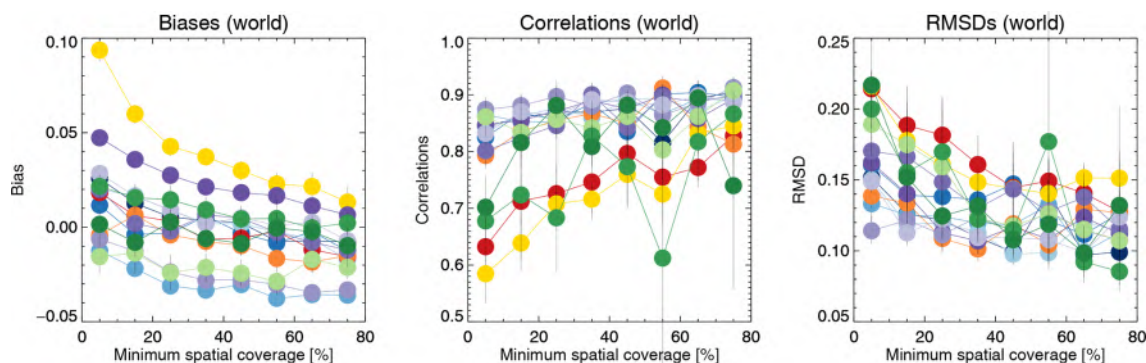 Biases (world)
0.10
0.05
0.00
−0.05
Bias
0 20 40 60 80
Minimum spatial coverage [%]
Correlations (world)
1.0
0.9
0.8
0.7
0.6
0.5
Correlations
0 20 40 60 80
Minimum spatial coverage [%]
RMSDs (world)
0.25
0.20
0.15
0.10
0.05
RMSD
0 20 40 60 80
Minimum spatial coverage [%]